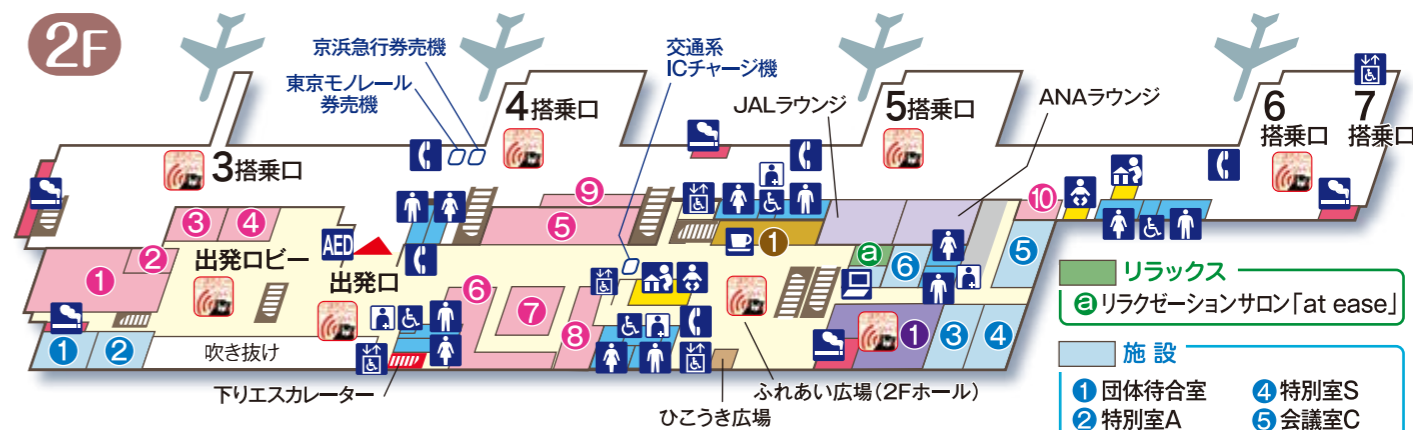 2F
京浜急行券売機
東京モノレール
券売機
交通系
ICチャージ機
JALラウンジ
ANAラウンジ
3搭乗口
4搭乗口
5搭乗口
6
搭乗口
7
搭乗口
③
④
⑨
⑤
⑩
①
②
出発ロビー
AED
出発口
①
ⓐ
⑥
⑤
①
②
吹き抜け
⑥
⑦
⑧
①
③
④
下りエスカレーター
ひこうき広場
ふれあい広場(2Fホール)
リラックス
ⓐリラクゼーションサロン「at ease」
施設
①団体待合室
④特別室S
②特別室A
⑤会議室C